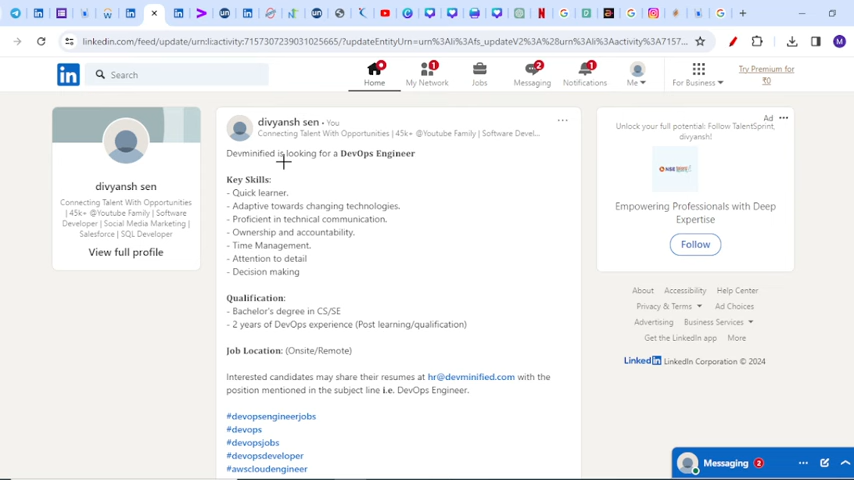 linkedin.com/feed/update/urn:li:activity:7157307239031025665/?updateEntityUrn=urn%3Ali%3Afs_updateV2%3A%28urn%3Ali%3Aactivity%3A7157...
Search
Home
My Network
1
Jobs
Messaging
2
Notifications
1
Me
For Business
Try Premium for
₹0
divyansh sen
Connecting Talent With Opportunities
| 45k+ @Youtube Family | Software
Developer | Social Media Marketing |
Salesforce | SQL Developer
View full profile
divyansh sen • You
Connecting Talent With Opportunities | 45k+ @Youtube Family | Software Devel...
Devminified is looking for a DevOps Engineer
Key Skills:
- Quick learner.
- Adaptive towards changing technologies.
- Proficient in technical communication.
- Ownership and accountability.
- Time Management.
- Attention to detail
- Decision making
Qualification:
- Bachelor's degree in CS/SE
- 2 years of DevOps experience (Post learning/qualification)
Job Location: (Onsite/Remote)
Interested candidates may share their resumes at hr@devminified.com with the
position mentioned in the subject line i.e. DevOps Engineer.
#devopsengineerjobs
#devops
#devopsjobs
#devopsdeveloper
#awscloudengineer
Ad
Unlock your full potential: Follow TalentSprint,
divyansh!
NSE
Empowering Professionals with Deep
Expertise
Follow
About Accessibility Help Center
Privacy & Terms Ad Choices
Advertising Business Services
Get the LinkedIn app More
LinkedIn LinkedIn Corporation © 2024
Messaging 2